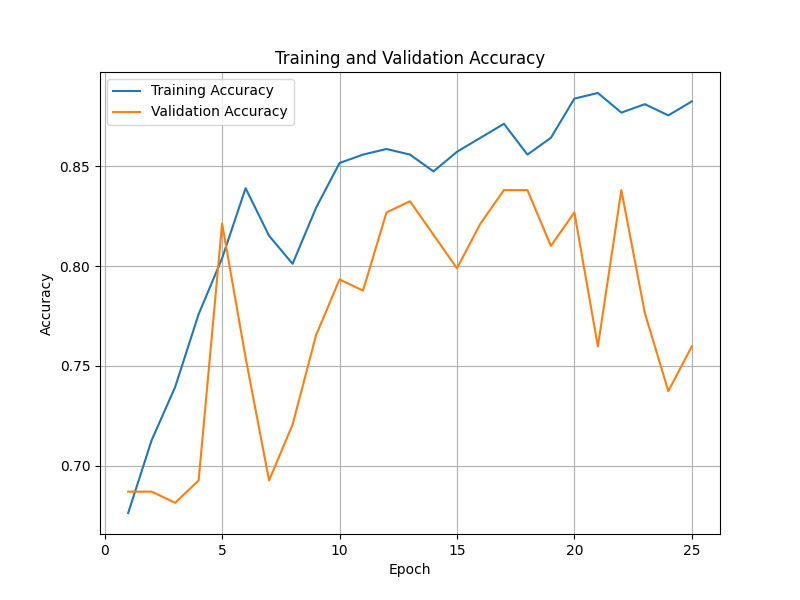 Training and Validation Accuracy
Training Accuracy
Validation Accuracy
Accuracy
0.85
0.80
0.75
0.70
0 5 10 15 20 25
Epoch